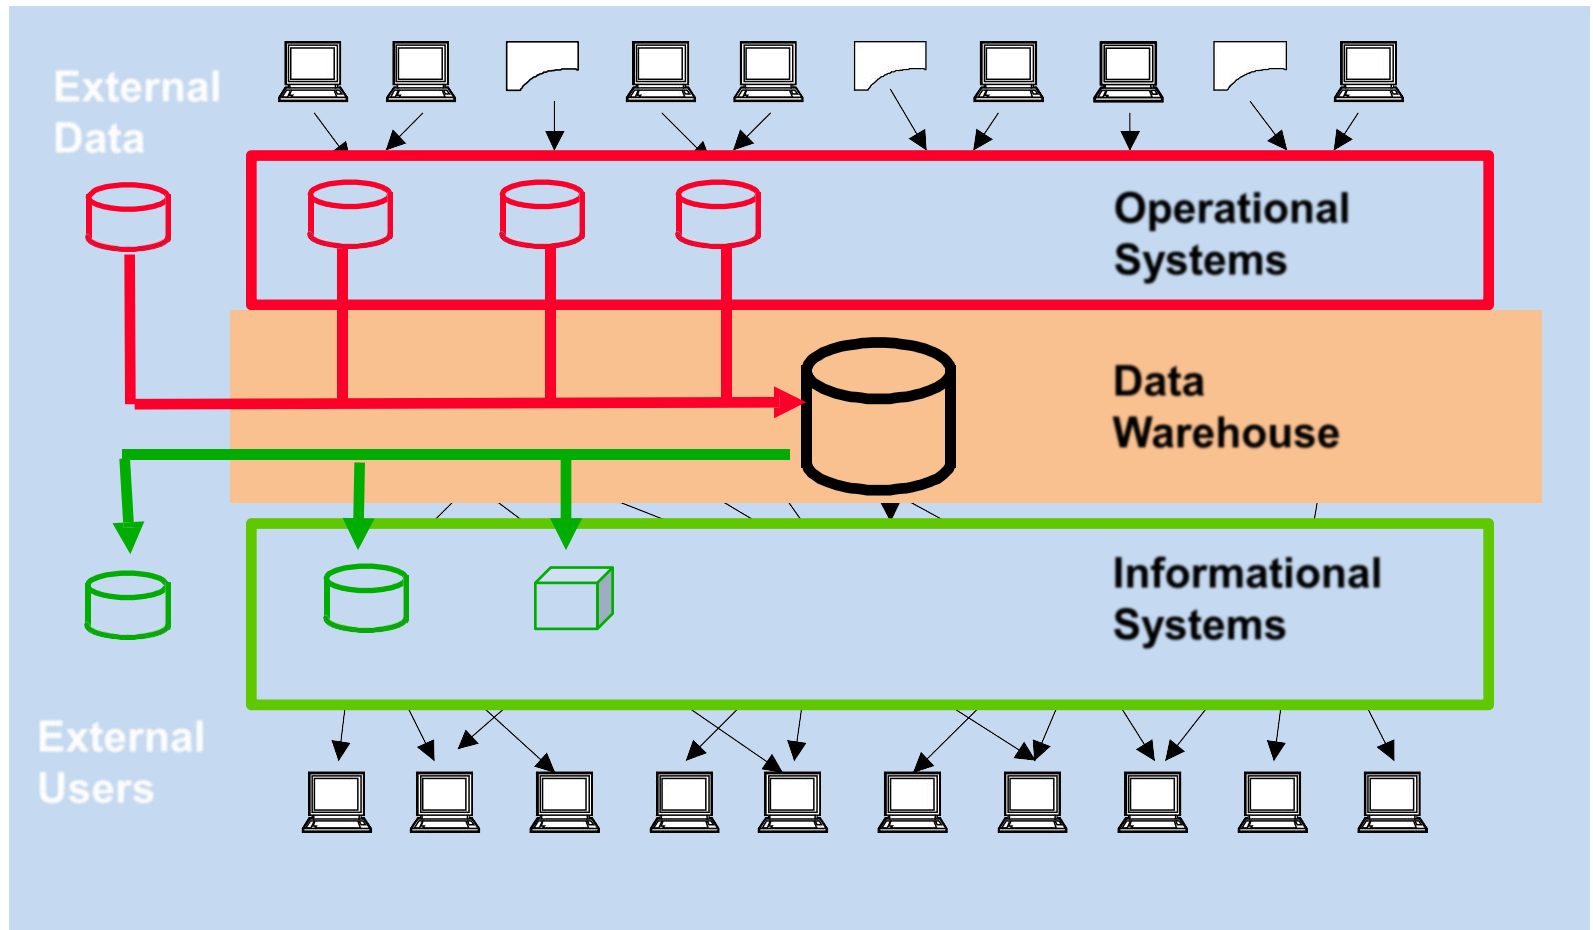 External
Data
Operational
Systems
Data
Warehouse
Informational
Systems
External
Users